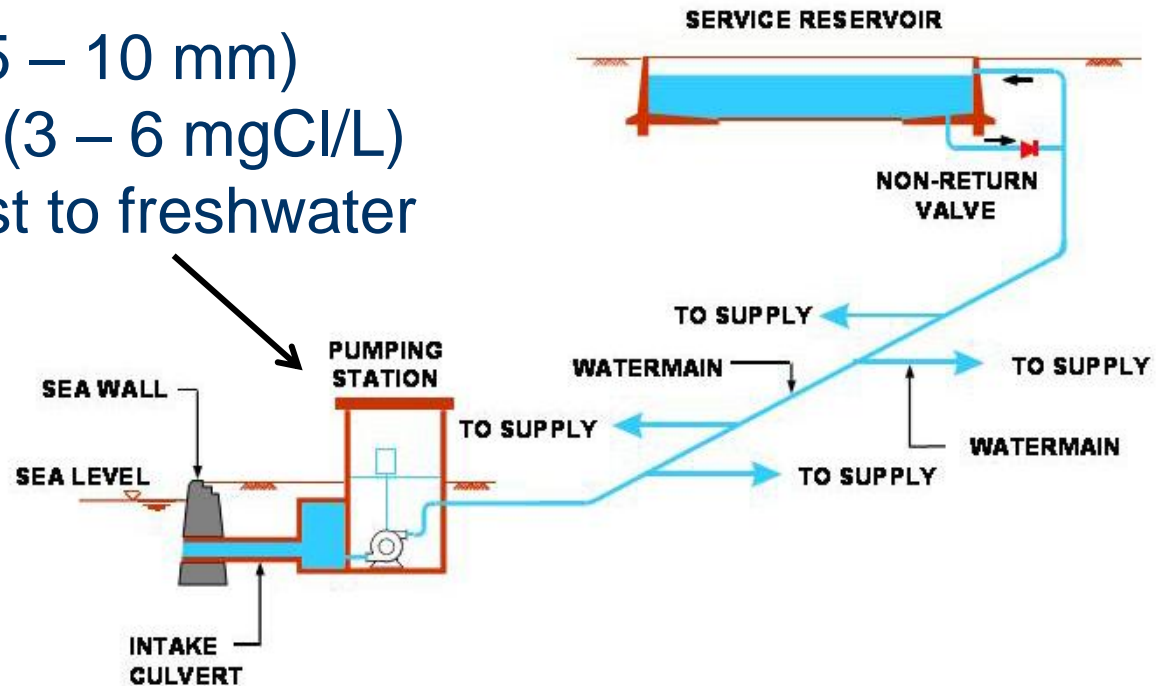 5 – 10 mm)
(3 – 6 mgCl/L)
st to freshwater
SERVICE RESERVOIR
NON-RETURN
VALVE
TO SUPPLY
WATERMAIN
TO SUPPLY
PUMPING
STATION
SEA WALL
TO SUPPLY
WATERMAIN
SEA LEVEL
TO SUPPLY
INTAKE
CULVERT